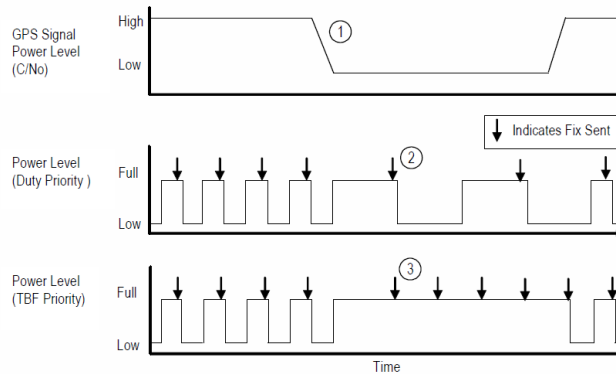 GPS Signal
Power Level
(C/No)
High
Low
1
Indicates Fix Sent
Power Level
(Duty Priority )
Full
Low
2
Power Level
(TBF Priority)
Full
Low
3
Time